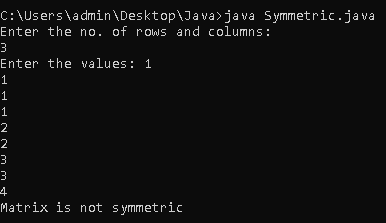 C:\Users\admin\Desktop\Java>java Symmetric.java
Enter the no. of rows and columns:
3
Enter the values: 1
1
1
1
2
2
3
3
4
Matrix is not symmetric